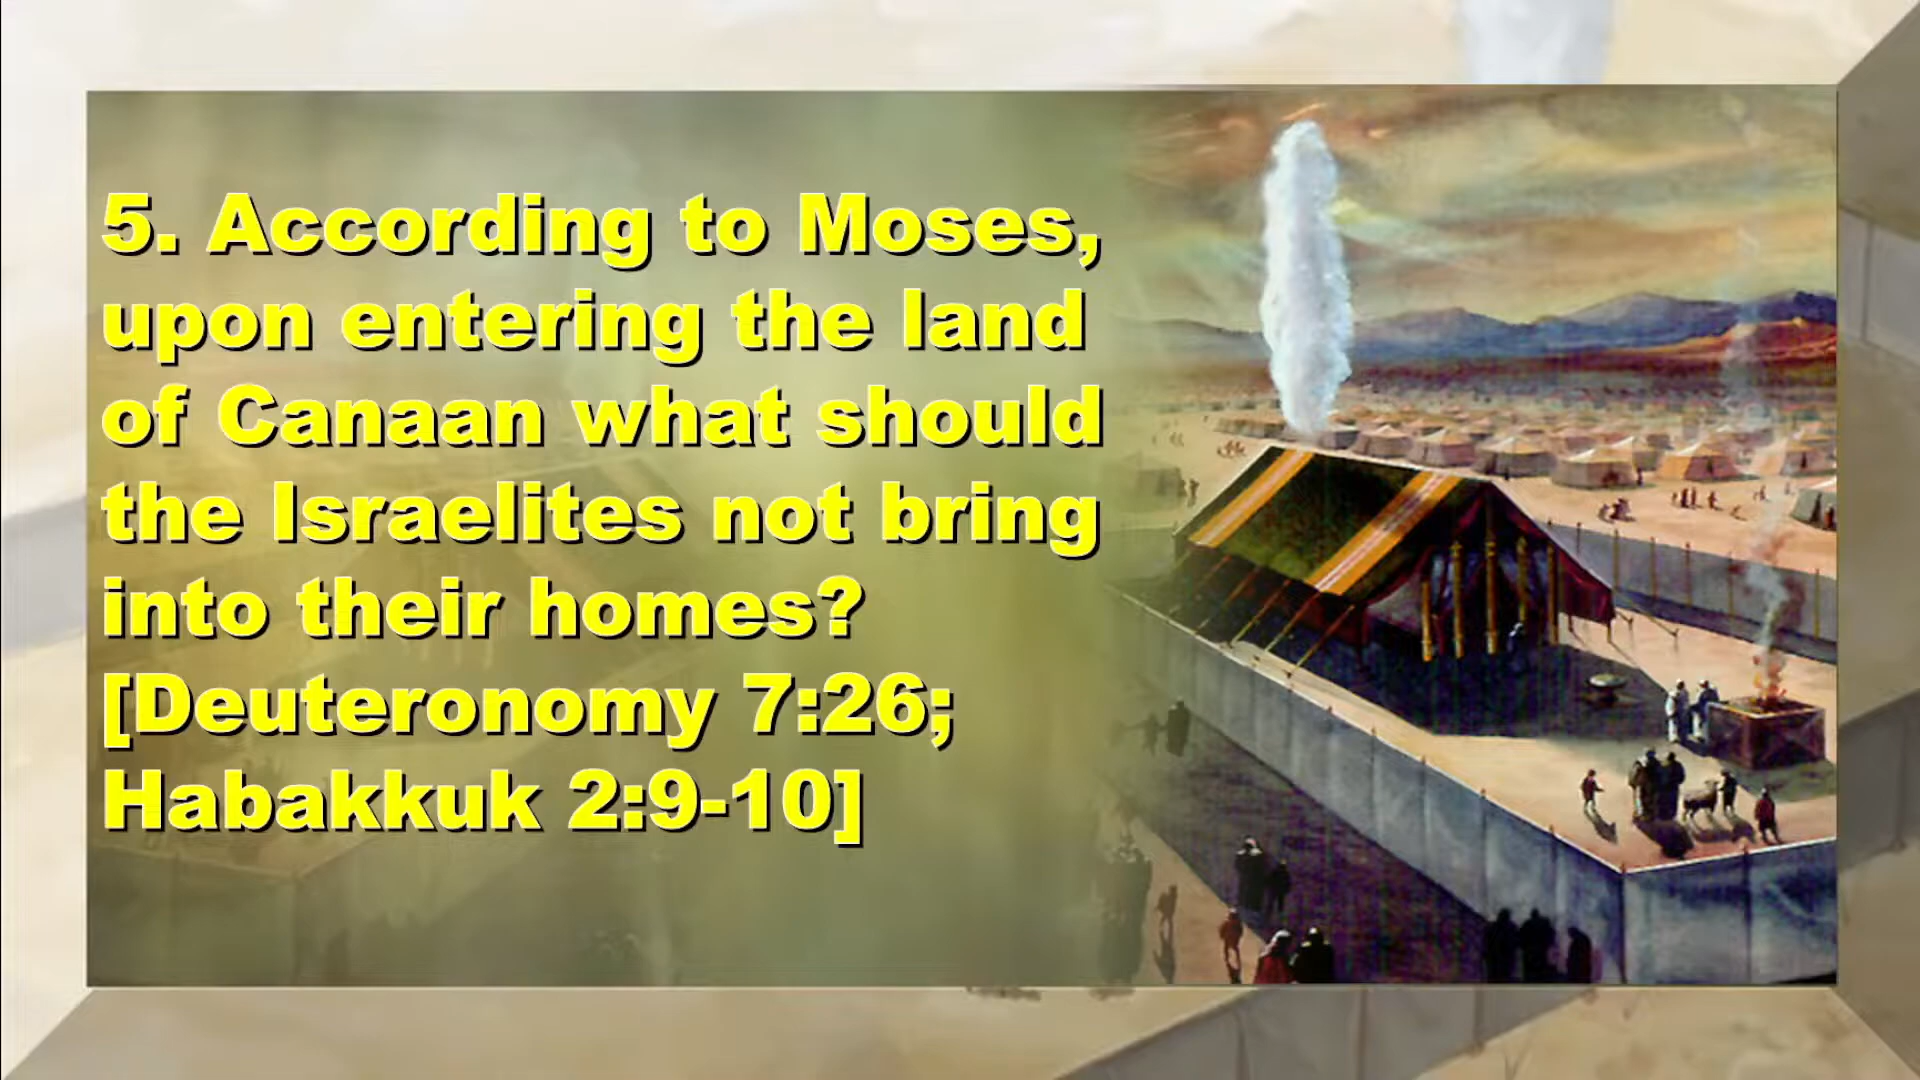 5. According to Moses,
upon entering the land
of Canaan what should
the Israelites not bring
into their homes?
[Deuteronomy 7:26;
Habakkuk 2:9-10]